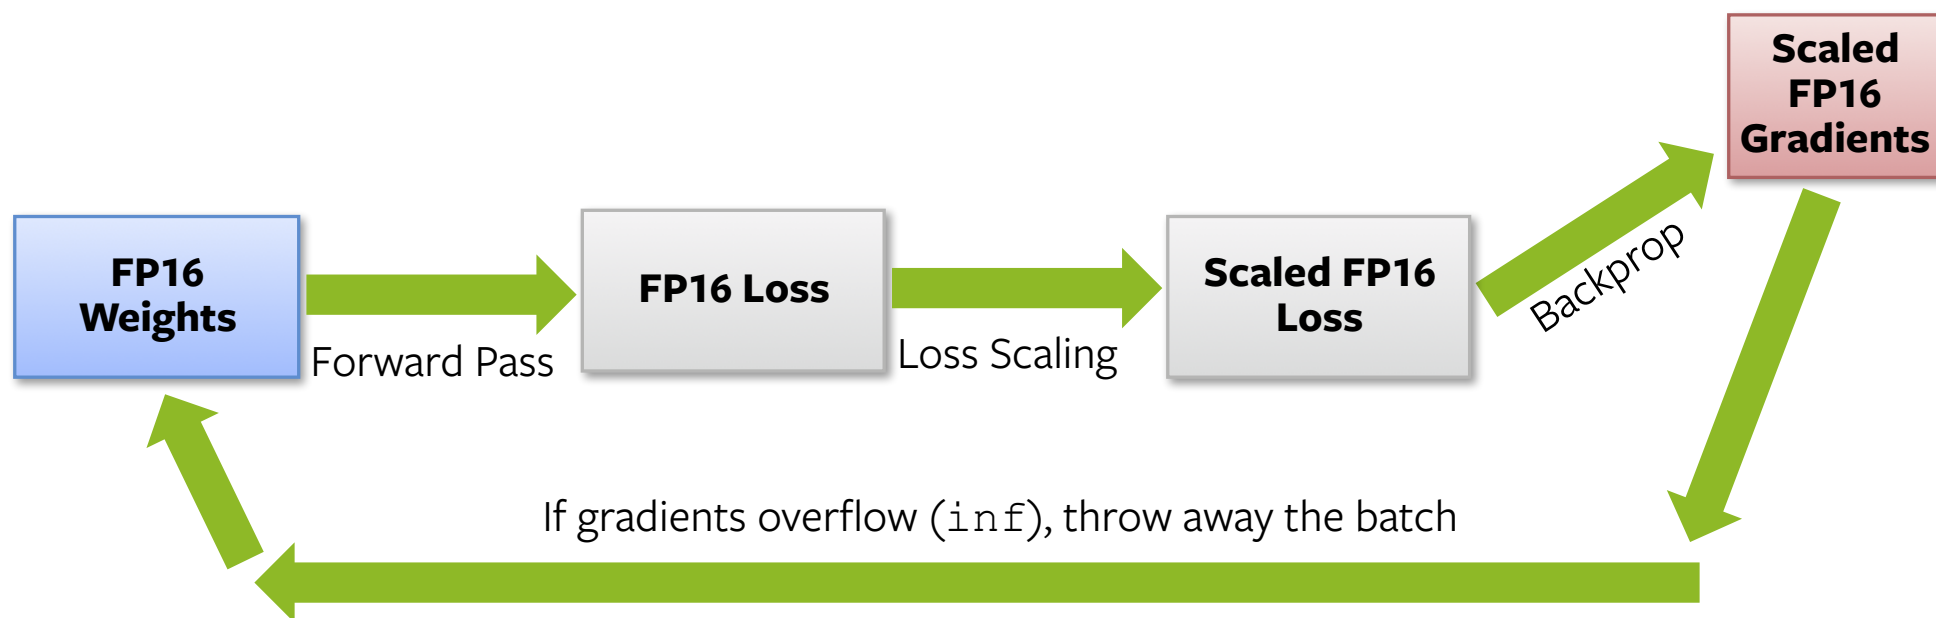 Scaled
FP16
Gradients
FP16
Weights
Forward Pass
FP16 Loss
Loss Scaling
Scaled FP16
Loss
Backprop
If gradients overflow (inf), throw away the batch